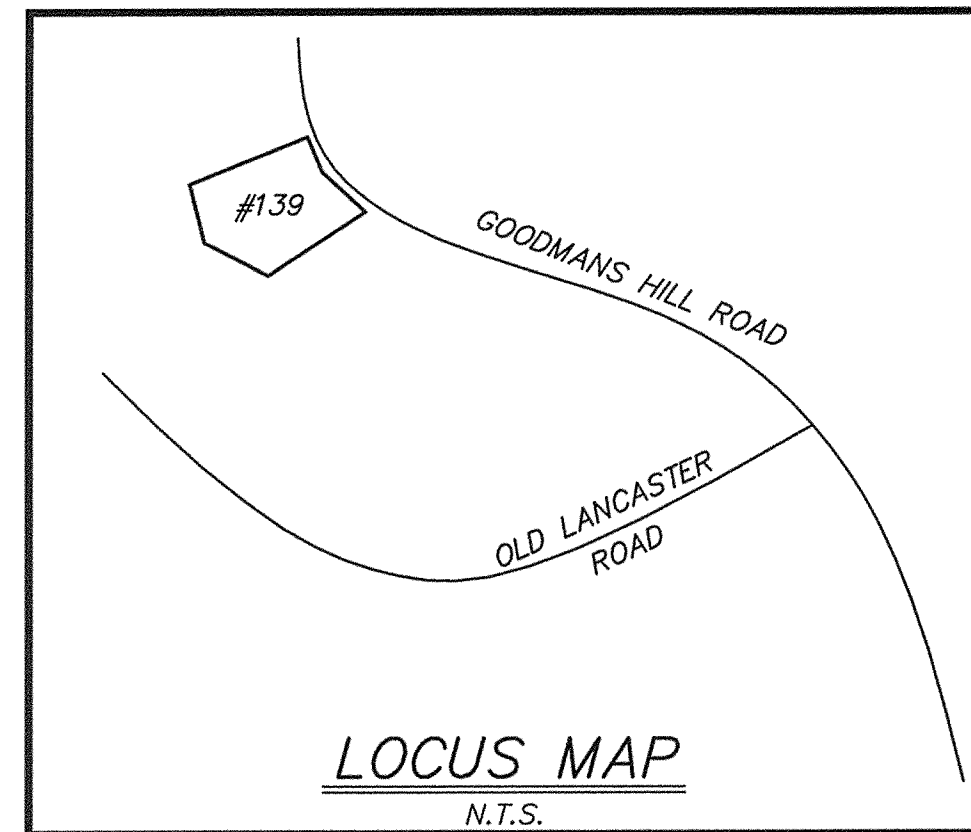 #139
GOODMANS HILL ROAD
OLD LANCASTER
ROAD
LOCUS MAP
N.T.S.